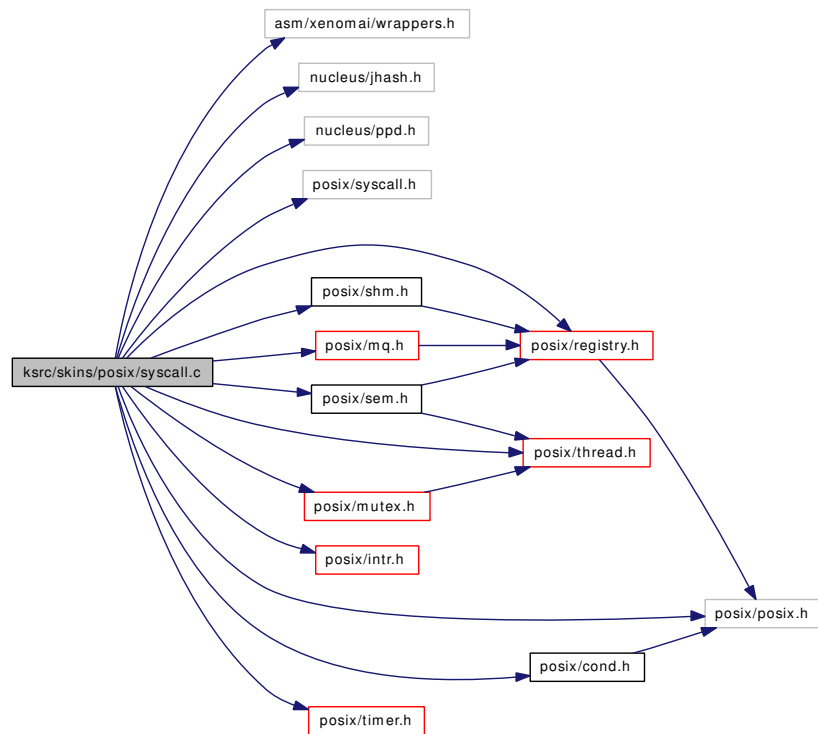 asm/xenomai/wrappers.h
nucleus/jhash.h
nucleus/ppd.h
posix/syscall.h
posix/shm.h
posix/mq.h
posix/registry.h
ksrc/skins/posix/syscall.c
posix/sem.h
posix/thread.h
posix/mutex.h
posix/intr.h
posix/posix.h
posix/cond.h
posix/timer.h